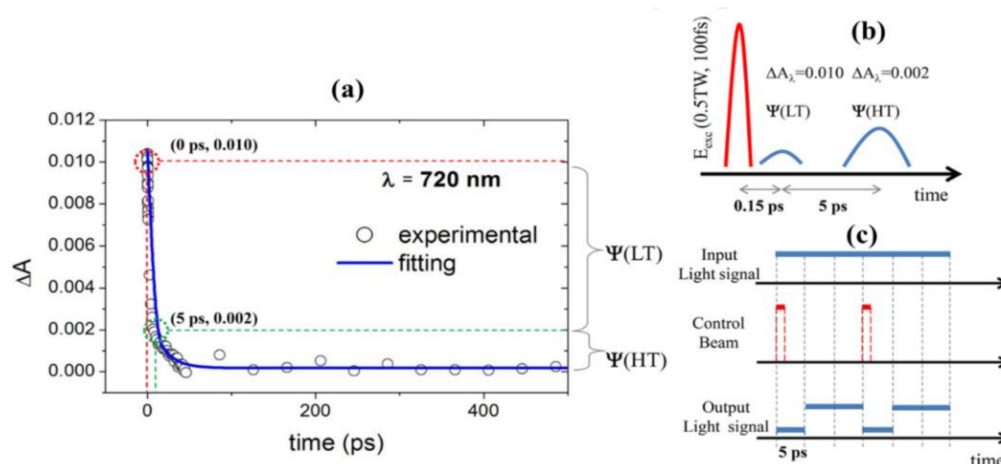 (a)
0.012
0.010
0.008
0.006
0.004
0.002
0.000
ΔA
(0 ps, 0.010)
λ = 720 nm
experimental
fitting
(5 ps, 0.002)
Ψ(LT)
Ψ(HT)
0
200
400
time (ps)
(b)
E_exc (0.5TW, 100fs)
ΔA_λ=0.010
ΔA_λ=0.002
Ψ(LT)
Ψ(HT)
time
0.15 ps
5 ps
(c)
Input
Light signal
Control
Beam
Output
Light signal
5 ps
time